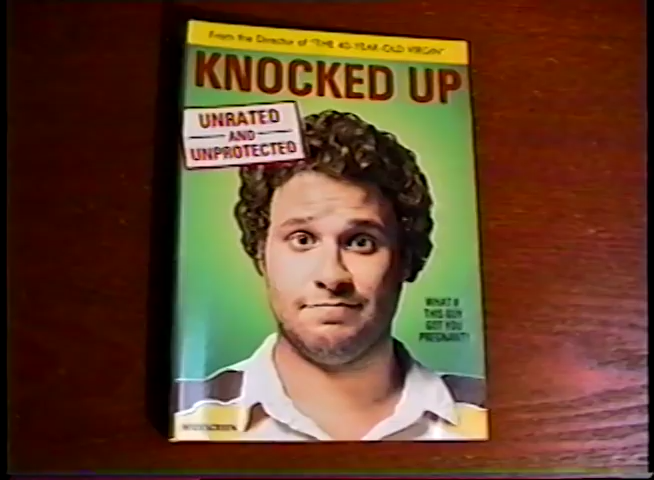 From the Director of "THE 40-YEAR-OLD VIRGIN"
KNOCKED UP
UNRATED
AND
UNPROTECTED
WHAT IF
THIS GUY
GOT YOU
PREGNANT?
WIDESCREEN